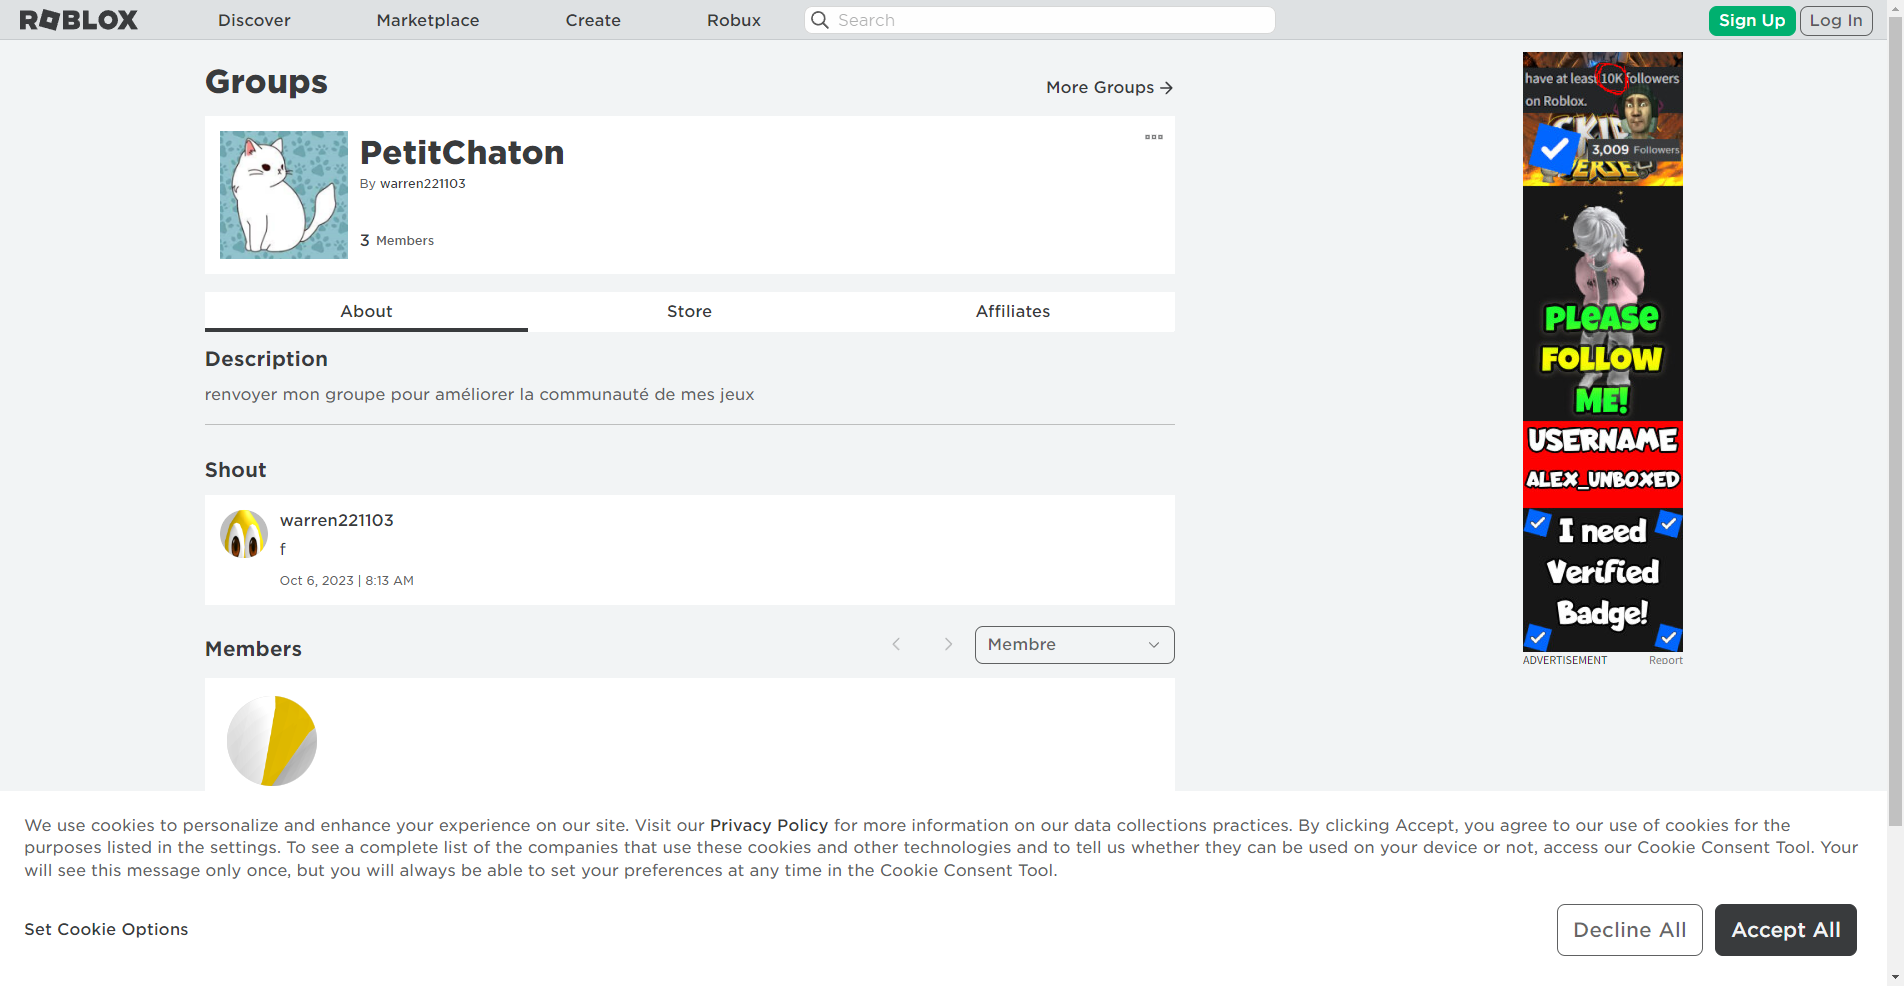 ROBLOX
Discover
Marketplace
Create
Robux
Search
Sign Up
Log In
Groups
More Groups
PetitChaton
By warren221103
3 Members
About
Store
Affiliates
Description
renvoyer mon groupe pour améliorer la communauté de mes jeux
Shout
warren221103
f
Oct 6, 2023 | 8:13 AM
Members
Membre
have at least 10K followers
on Roblox.
3,009 Followers
PLEASE
FOLLOW
ME!
USERNAME
ALEX_UNBOXED
I need
Verified
Badge!
ADVERTISEMENT
Report
We use cookies to personalize and enhance your experience on our site. Visit our Privacy Policy for more information on our data collections practices. By clicking Accept, you agree to our use of cookies for the
purposes listed in the settings. To see a complete list of the companies that use these cookies and other technologies and to tell us whether they can be used on your device or not, access our Cookie Consent Tool. Your
will see this message only once, but you will always be able to set your preferences at any time in the Cookie Consent Tool.
Set Cookie Options
Decline All
Accept All